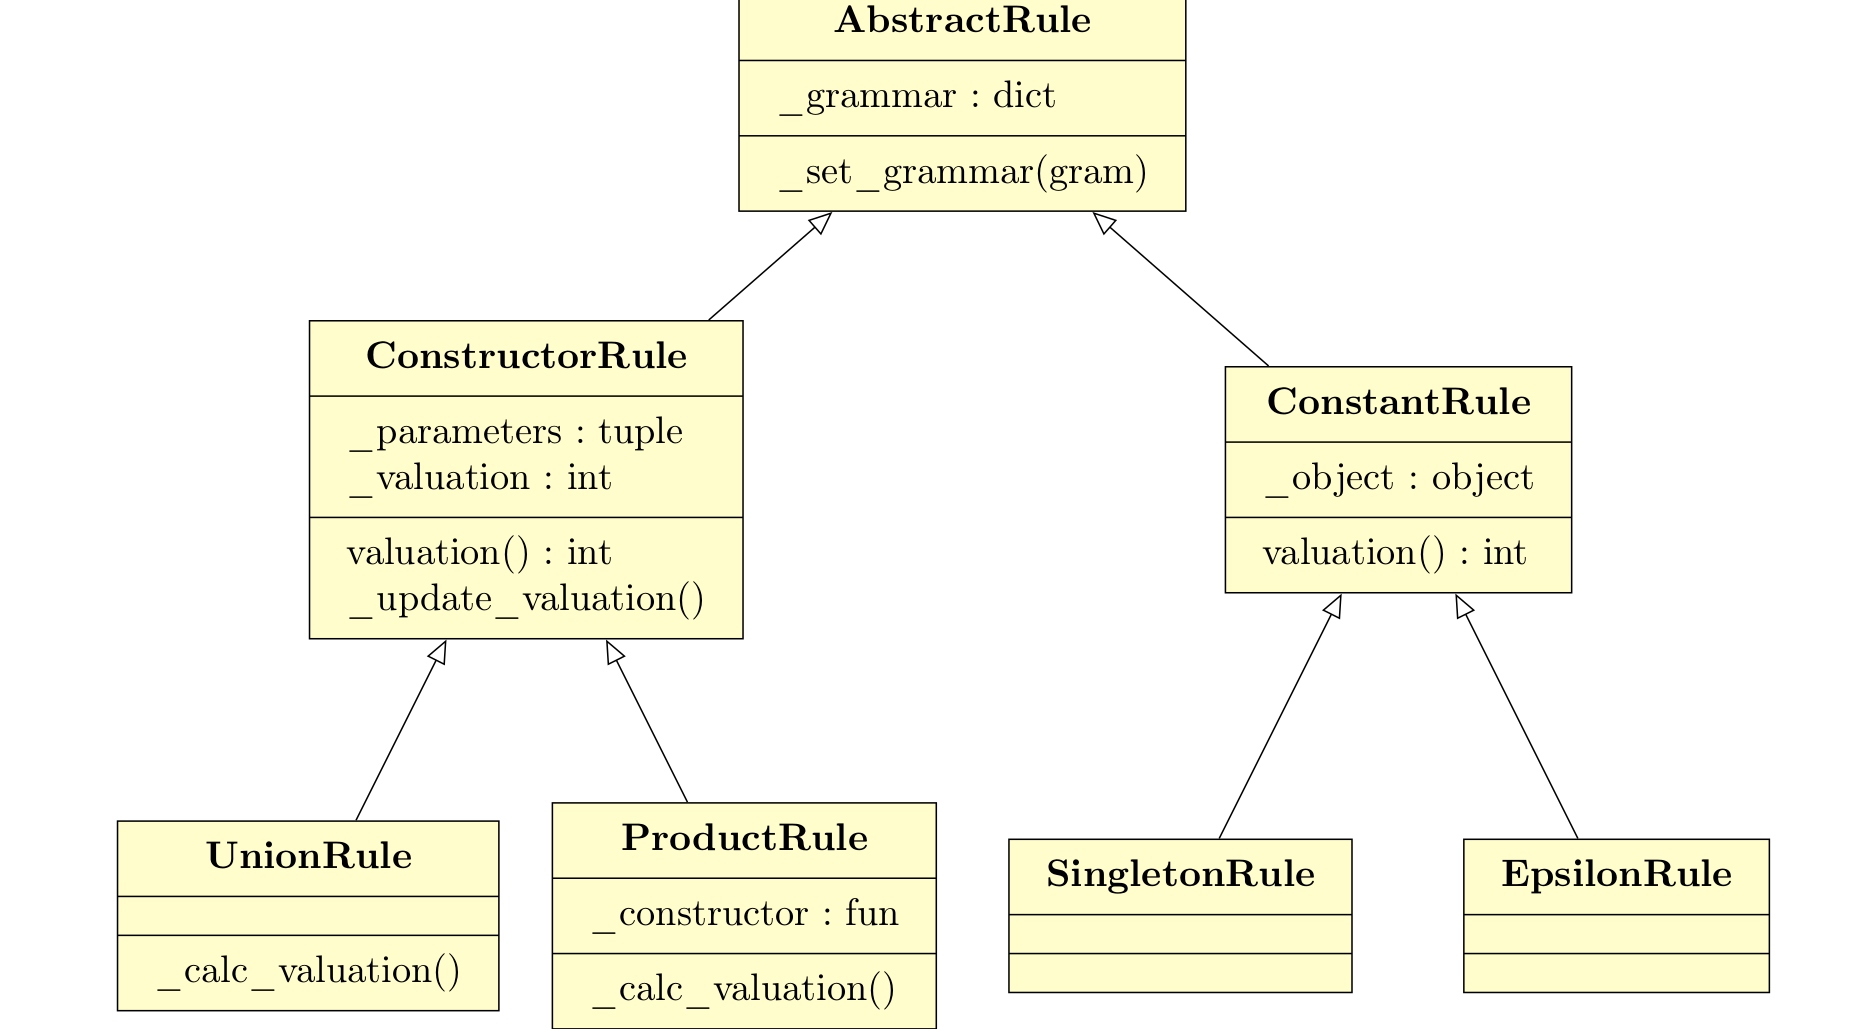 AbstractRule
_grammar : dict
_set_grammar(gram)
ConstructorRule
_parameters : tuple
_valuation : int
valuation() : int
_update_valuation()
ConstantRule
_object : object
valuation() : int
UnionRule
_calc_valuation()
ProductRule
_constructor : fun
_calc_valuation()
SingletonRule
EpsilonRule